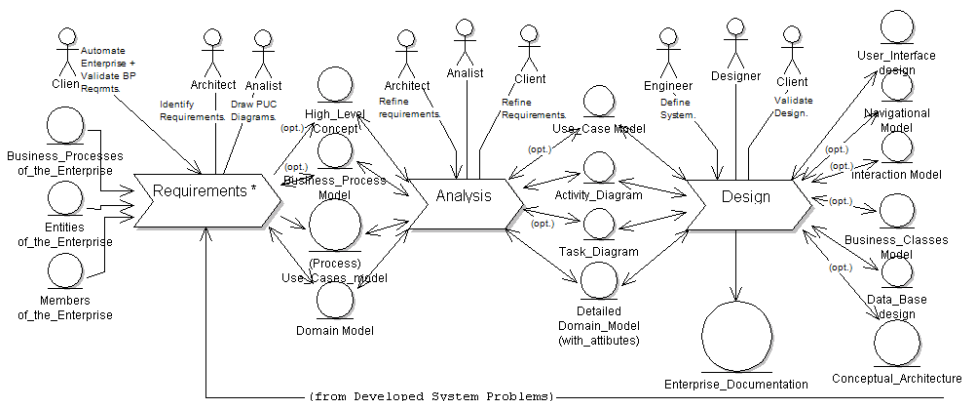 Automate
Enterprise +
Validate BP
Reqmts.
Clien
Architect
Analist
Identify
Requirements.
Draw PUC
Diagrams.
Business_Processes
of_the_Enterprise
Entities
of_the_Enterprise
Members
of_the_Enterprise
Requirements *
(opt.)
High_Level
Concept
(opt.)
Business_Process
Model
(Process)
Use_Cases_model
Domain Model
Architect
Analist
Client
Refine
requirements.
Refine
Requirements.
Analysis
(opt.)
Use_Case Model
Activity_Diagram
(opt.)
Task_Diagram
Detailed
Domain_Model
(with_attibutes)
Engineer
Designer
Client
Define
System.
Validate
Design.
Design
Enterprise_Documentation
User_Interface
design
(opt.)
Navigational
Model
(opt.)
interaction Model
Business_Classes
Model
(opt.)
Data_Base
design
Conceptual_Architecture
(from Developed System Problems)